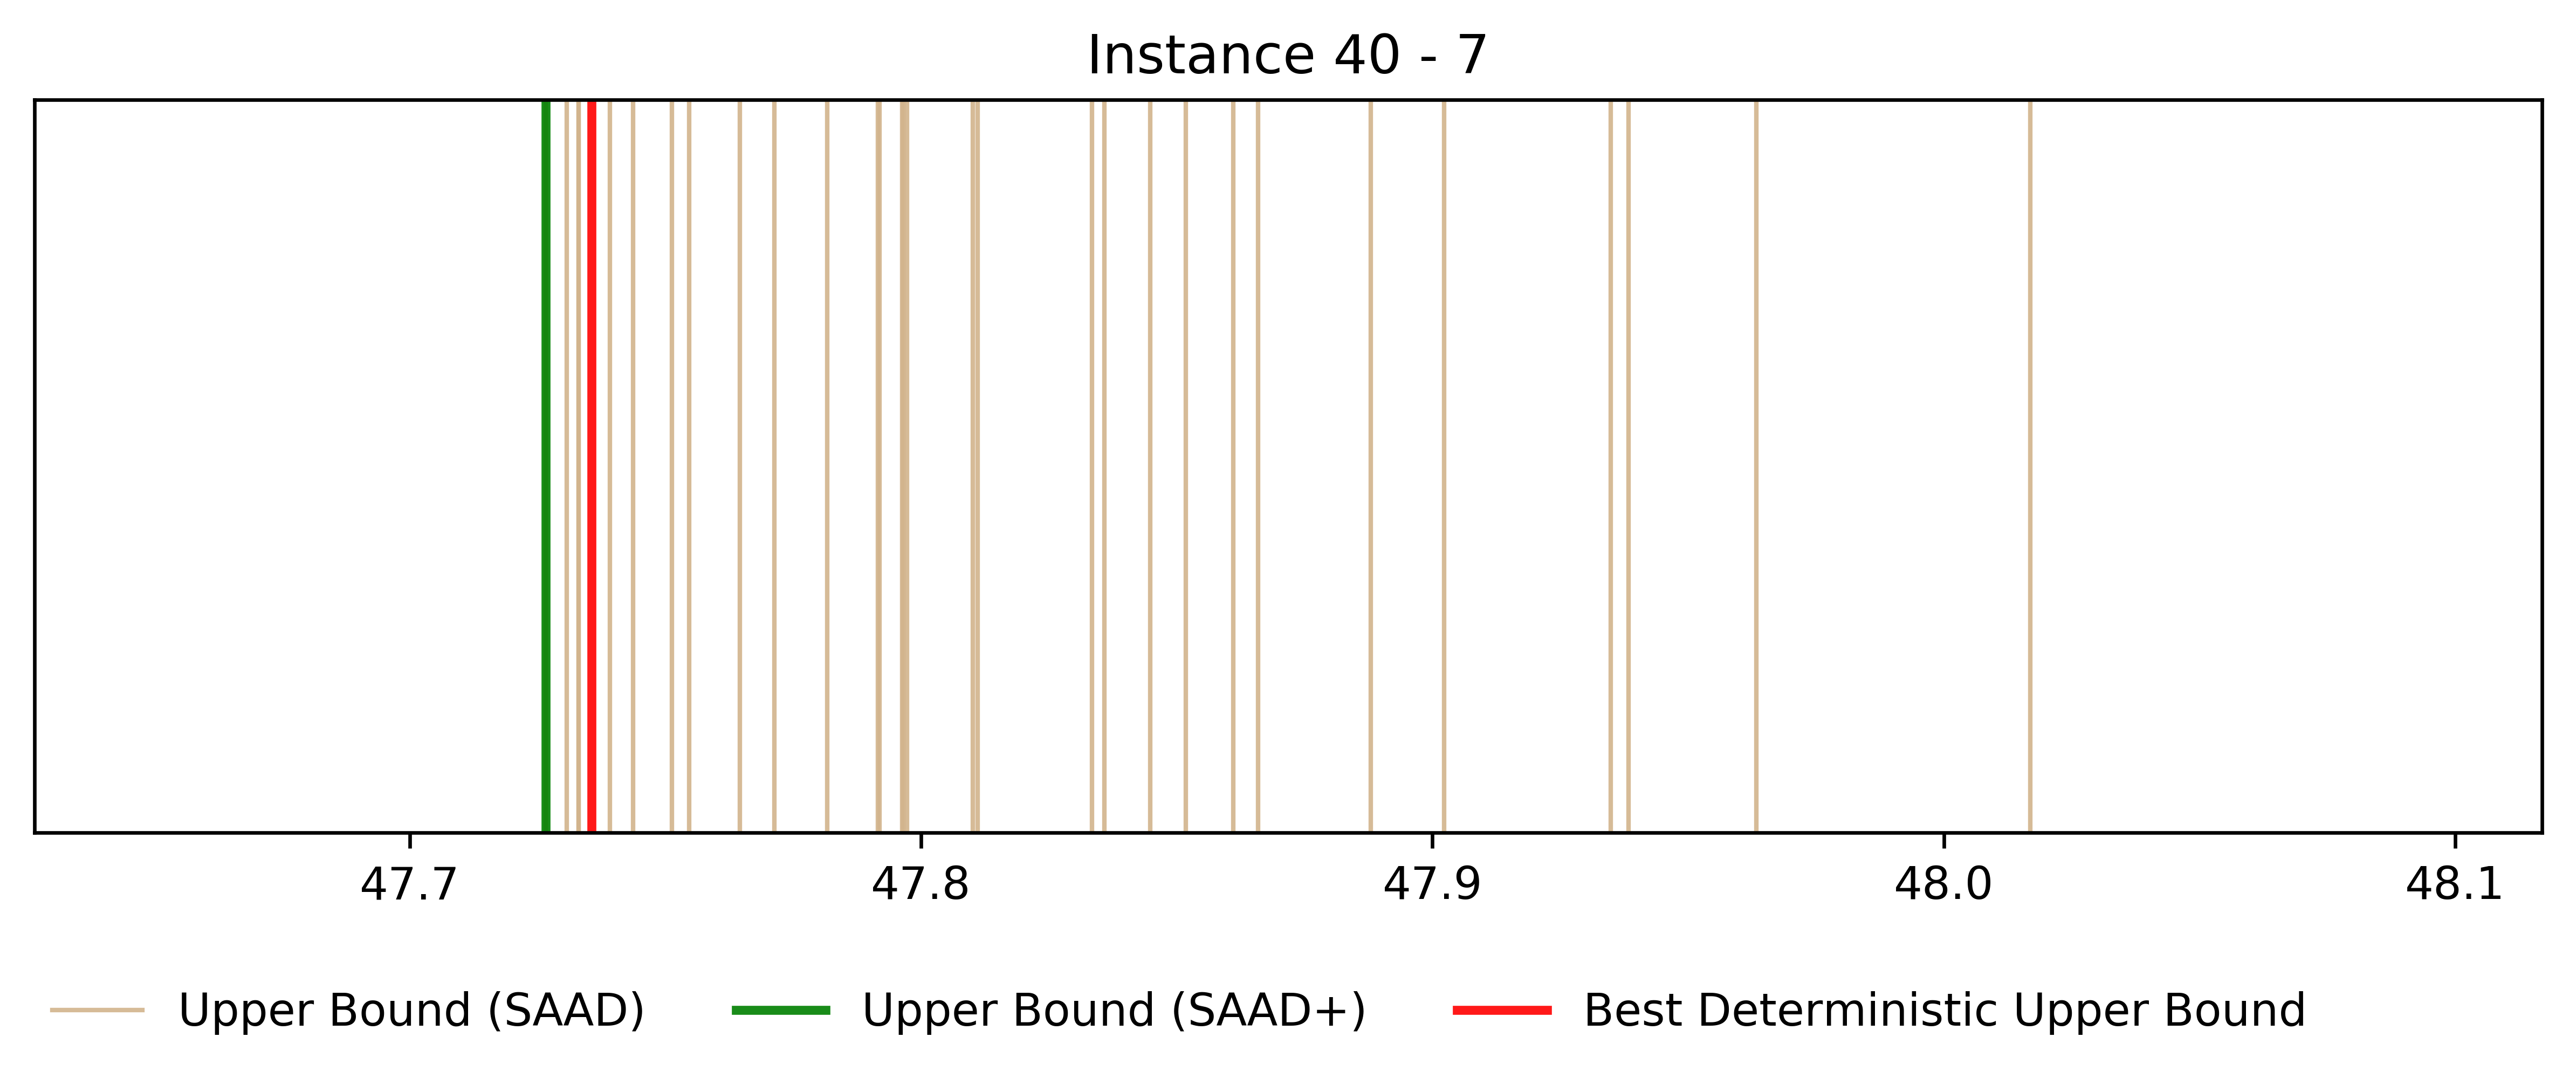 Instance 40 - 7
47.7 47.8 47.9 48.0 48.1
Upper Bound (SAAD) Upper Bound (SAAD+) Best Deterministic Upper Bound